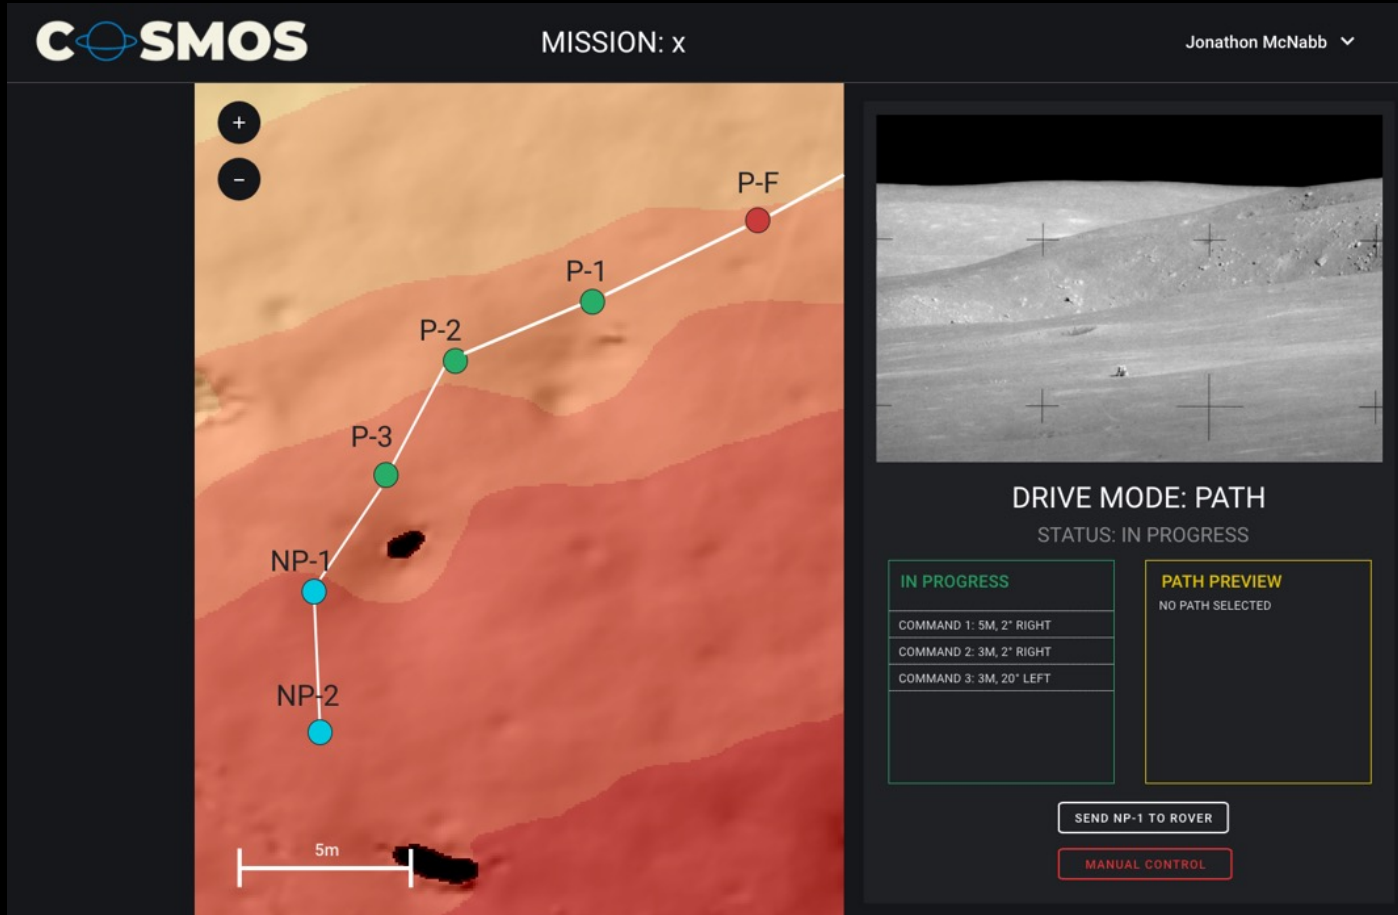 COSMOS
MISSION: x
Jonathon McNabb
+
−
P-F
P-1
P-2
P-3
NP-1
NP-2
5m
DRIVE MODE: PATH
STATUS: IN PROGRESS
IN PROGRESS
COMMAND 1: 5M, 2° RIGHT
COMMAND 2: 3M, 2° RIGHT
COMMAND 3: 3M, 20° LEFT
PATH PREVIEW
NO PATH SELECTED
SEND NP-1 TO ROVER
MANUAL CONTROL